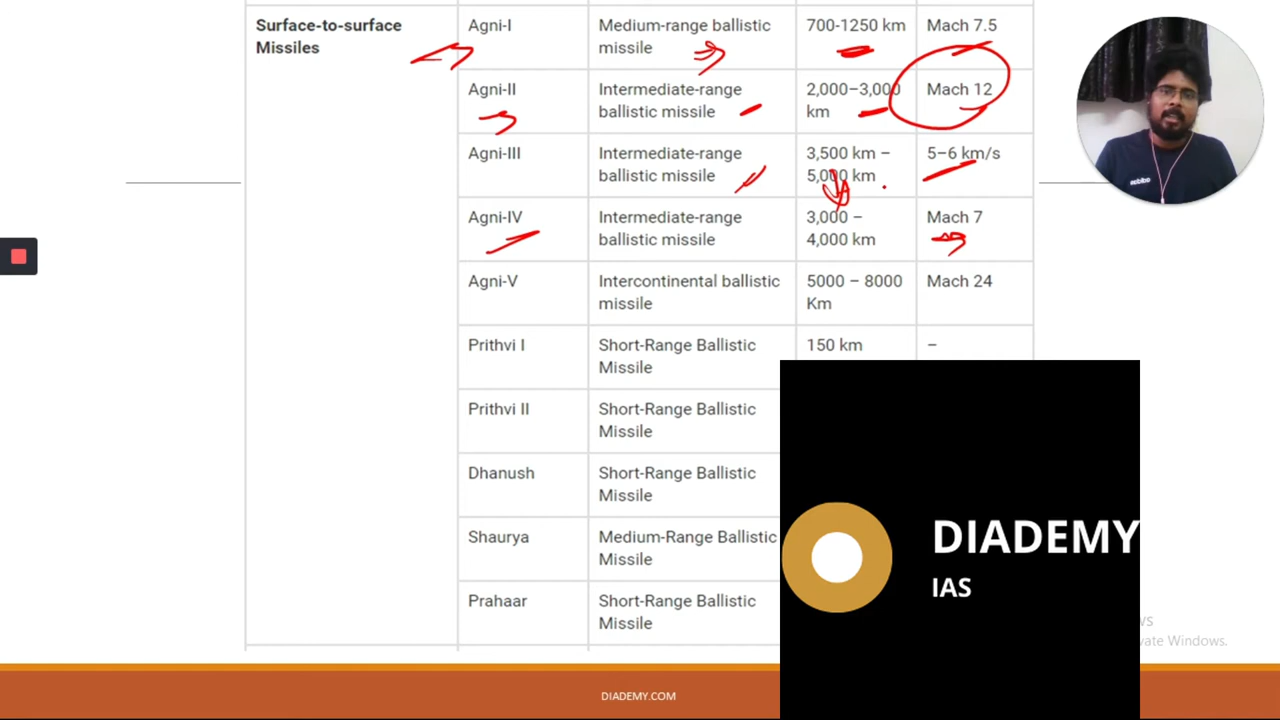 Surface-to-surface
Missiles
Agni-I
Medium-range ballistic
missile
700-1250 km
Mach 7.5
Agni-II
Intermediate-range
ballistic missile
2,000–3,000
km
Mach 12
Agni-III
Intermediate-range
ballistic missile
3,500 km –
5,000 km
5–6 km/s
Agni-IV
Intermediate-range
ballistic missile
3,000 –
4,000 km
Mach 7
Agni-V
Intercontinental ballistic
missile
5000 – 8000
Km
Mach 24
Prithvi I
Short-Range Ballistic
Missile
150 km
–
Prithvi II
Short-Range Ballistic
Missile
Dhanush
Short-Range Ballistic
Missile
Shaurya
Medium-Range Ballistic
Missile
Prahaar
Short-Range Ballistic
Missile
DIADEMY
IAS
ws
vate Windows.
DIADEMY.COM